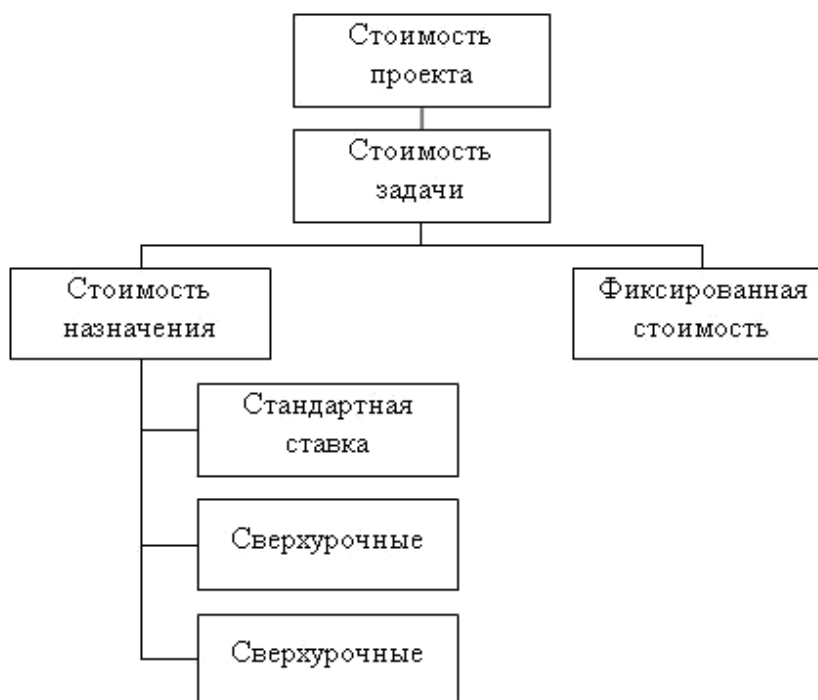 Стоимость
проекта
Стоимость
задачи
Стоимость
назначения
Фиксированная
стоимость
Стандартная
ставка
Сверхурочные
Сверхурочные